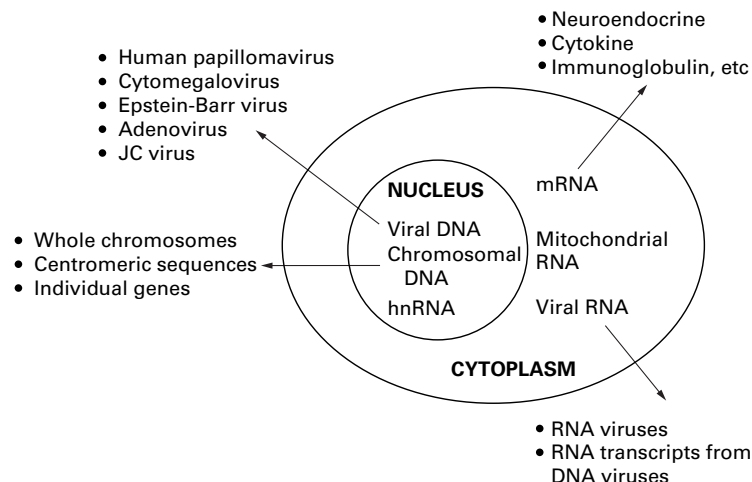 • Neuroendocrine
• Cytokine
• Immunoglobulin, etc
• Human papillomavirus
• Cytomegalovirus
• Epstein-Barr virus
• Adenovirus
• JC virus
• Whole chromosomes
• Centromeric sequences
• Individual genes
NUCLEUS
Viral DNA
Chromosomal
DNA
hnRNA
mRNA
Mitochondrial
RNA
Viral RNA
CYTOPLASM
• RNA viruses
• RNA transcripts from
DNA viruses